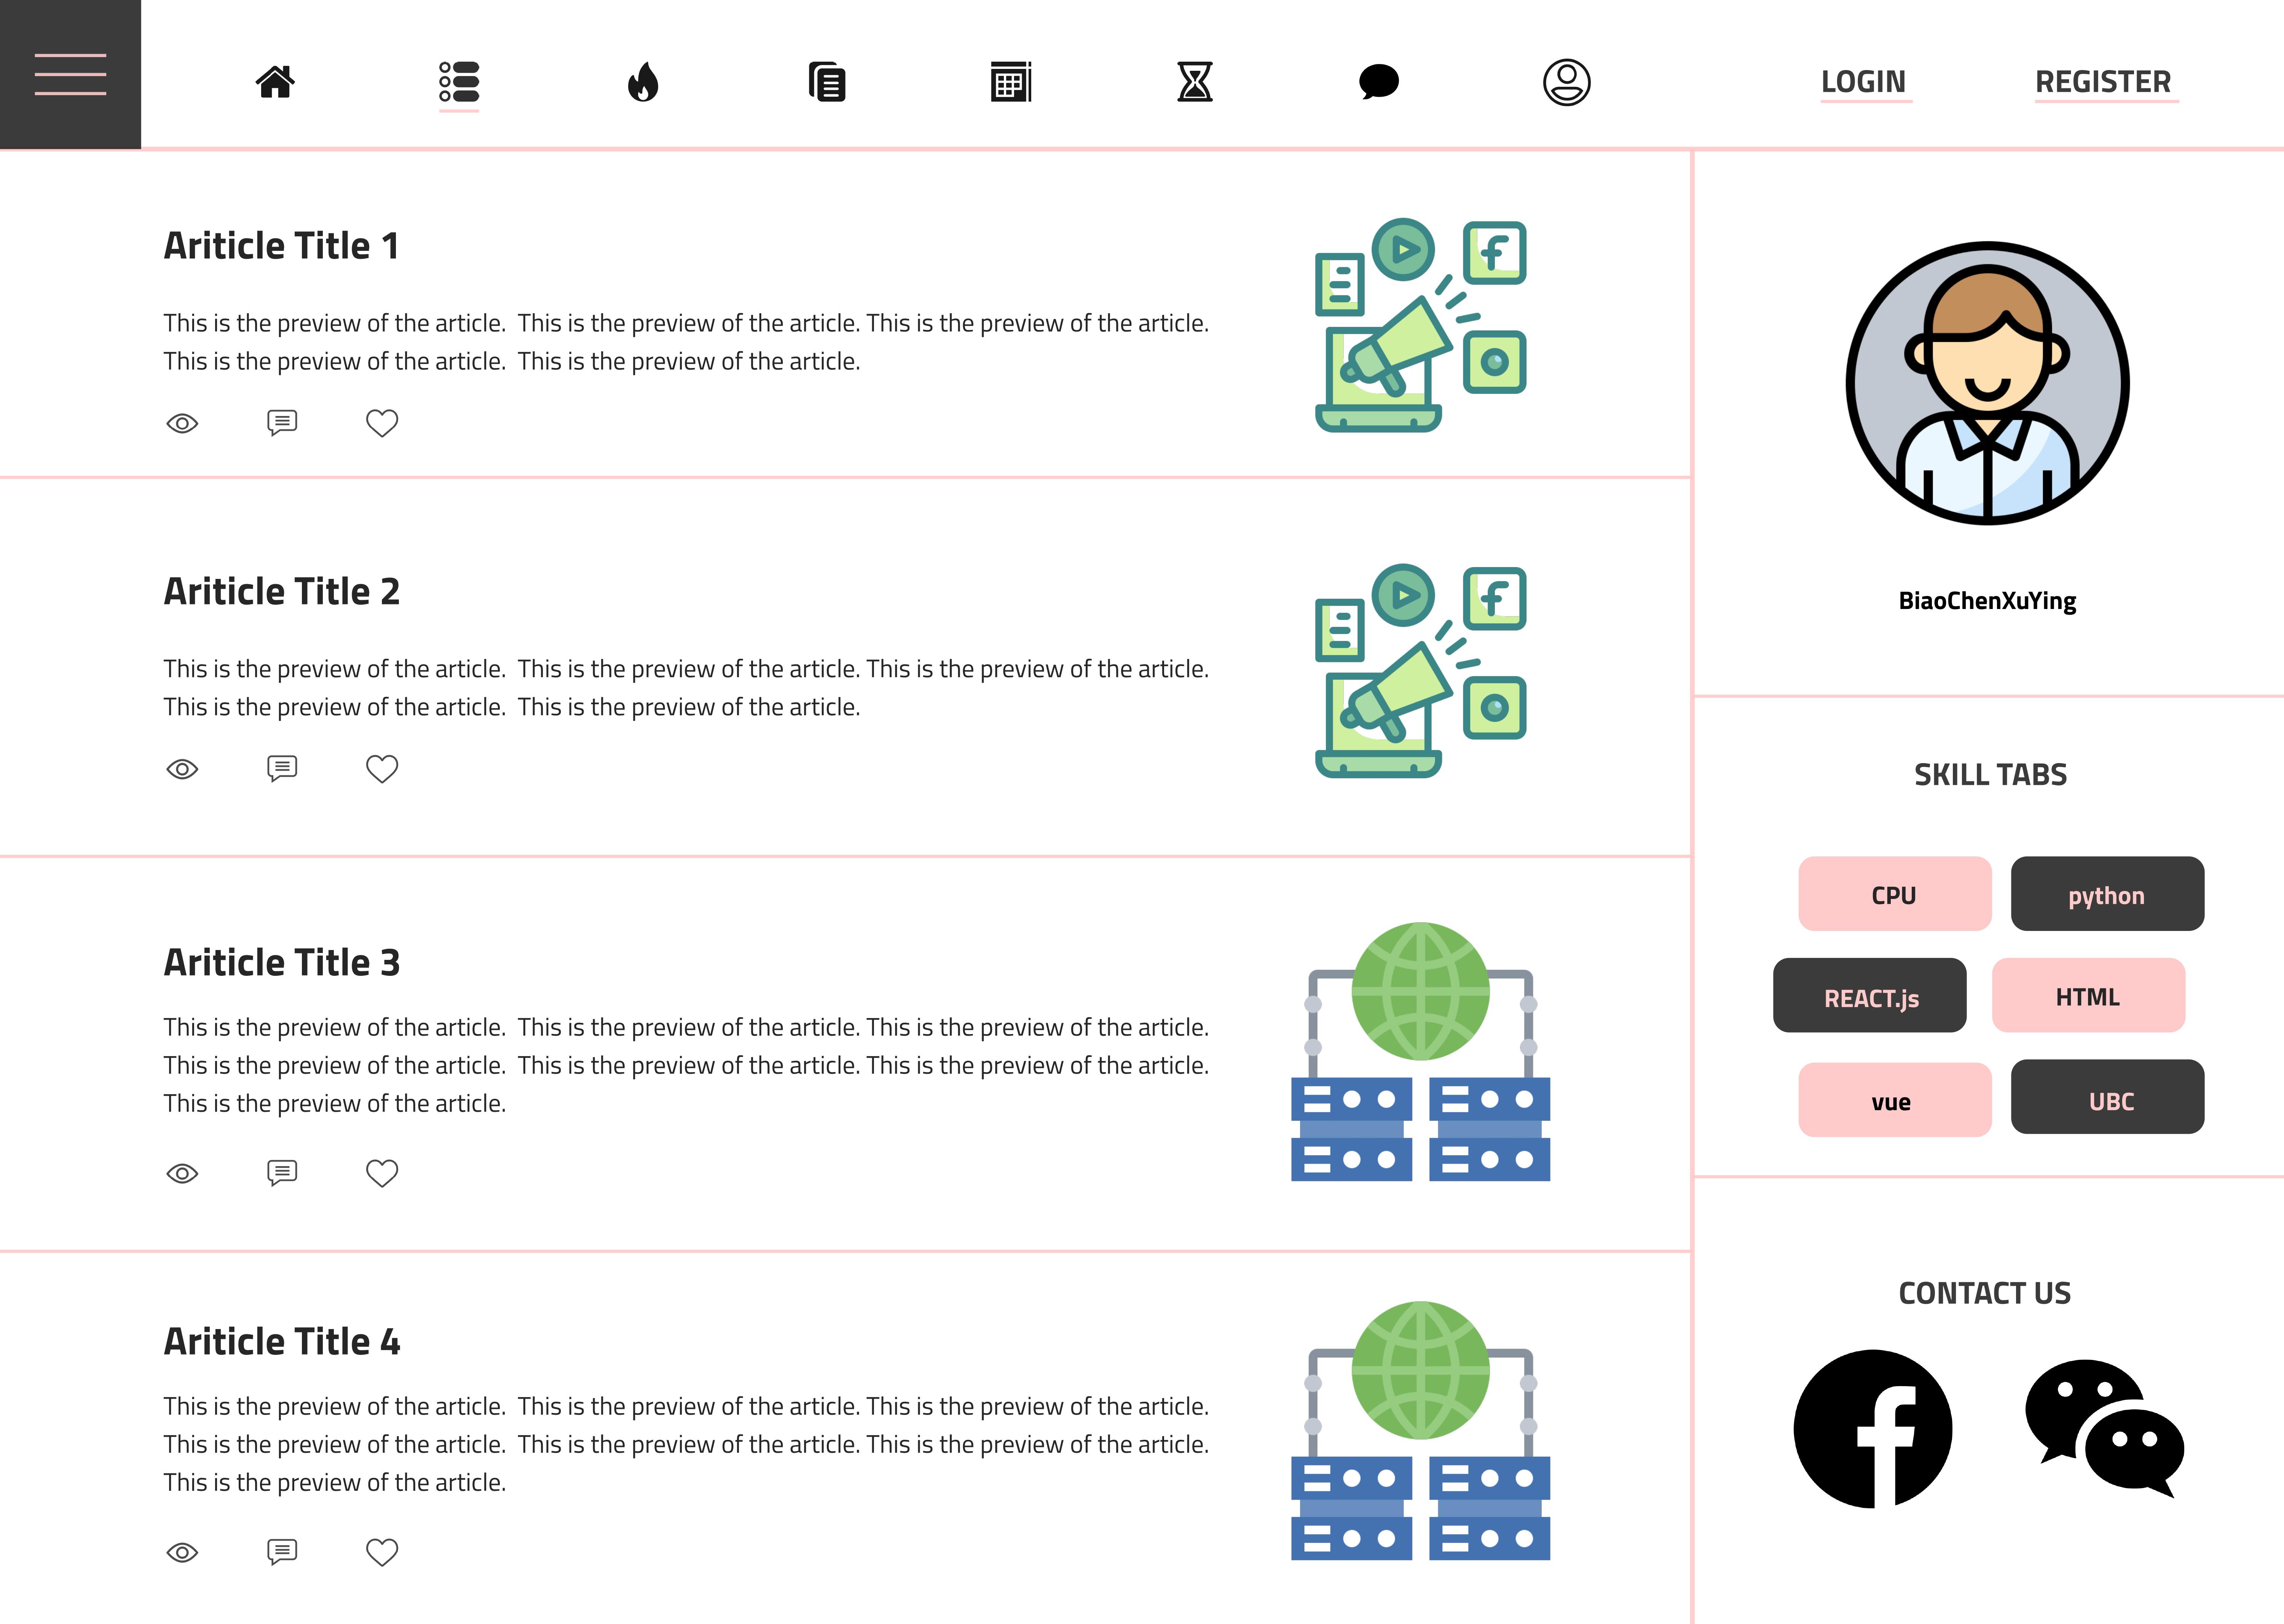 LOGIN
REGISTER
Ariticle Title 1
This is the preview of the article.  This is the preview of the article. This is the preview of the article.
This is the preview of the article.  This is the preview of the article.
Ariticle Title 2
This is the preview of the article.  This is the preview of the article. This is the preview of the article.
This is the preview of the article.  This is the preview of the article.
Ariticle Title 3
This is the preview of the article.  This is the preview of the article. This is the preview of the article.
This is the preview of the article.  This is the preview of the article. This is the preview of the article.
This is the preview of the article.
Ariticle Title 4
This is the preview of the article.  This is the preview of the article. This is the preview of the article.
This is the preview of the article.  This is the preview of the article. This is the preview of the article.
This is the preview of the article.
BiaoChenXuYing
SKILL TABS
CPU
python
REACT.js
HTML
vue
UBC
CONTACT US